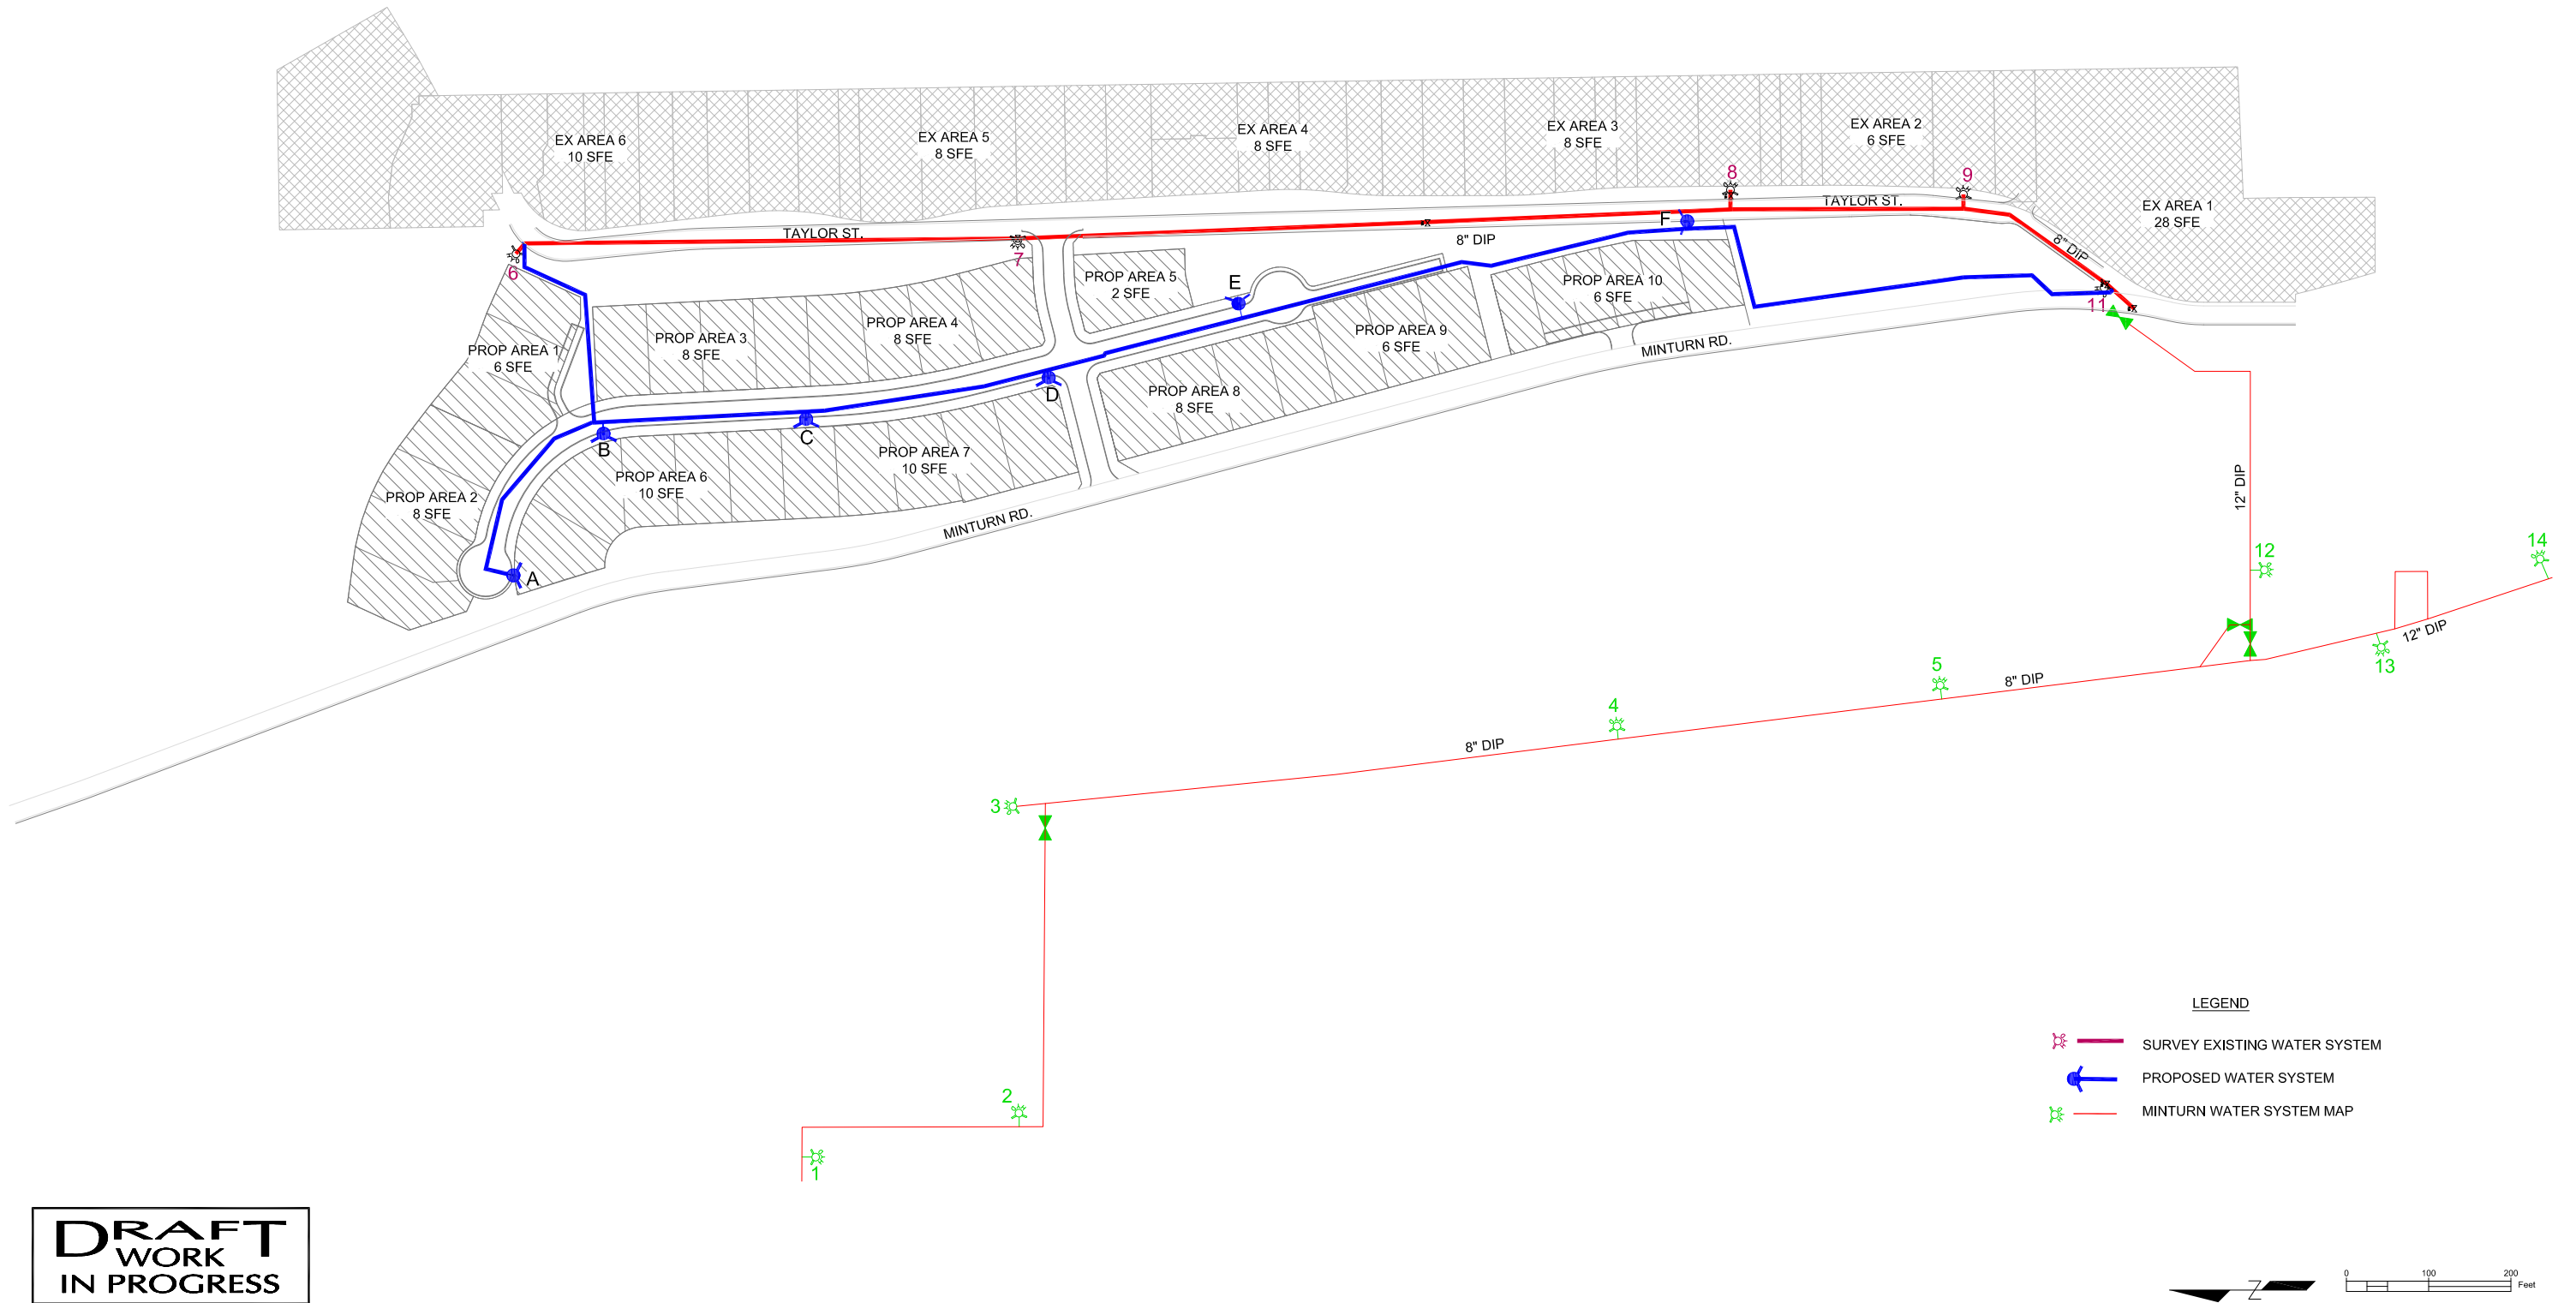 EX AREA 6
10 SFE
EX AREA 5
8 SFE
EX AREA 4
8 SFE
EX AREA 3
8 SFE
EX AREA 2
6 SFE
EX AREA 1
28 SFE
8
9
TAYLOR ST.
TAYLOR ST.
F
8" DIP
8" DIP
6
7
11
PROP AREA 5
2 SFE
E
PROP AREA 10
6 SFE
PROP AREA 4
8 SFE
PROP AREA 3
8 SFE
PROP AREA 9
6 SFE
PROP AREA 1
6 SFE
MINTURN RD.
PROP AREA 8
8 SFE
D
C
B
PROP AREA 7
10 SFE
PROP AREA 6
10 SFE
PROP AREA 2
8 SFE
MINTURN RD.
A
12" DIP
12
14
12" DIP
13
5
8" DIP
4
8" DIP
3
2
1
LEGEND
SURVEY EXISTING WATER SYSTEM
PROPOSED WATER SYSTEM
MINTURN WATER SYSTEM MAP
DRAFT
WORK
IN PROGRESS
Z
0 100 200
Feet